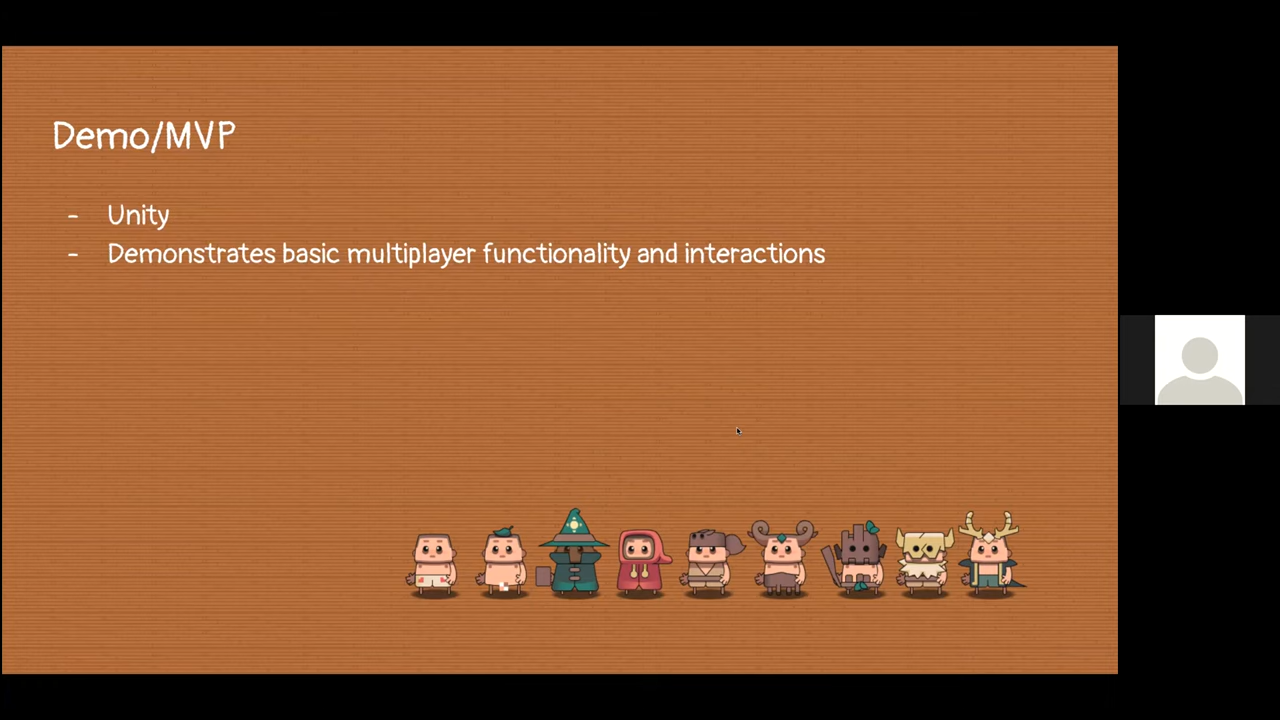 Demo/MVP
- Unity
- Demonstrates basic multiplayer functionality and interactions